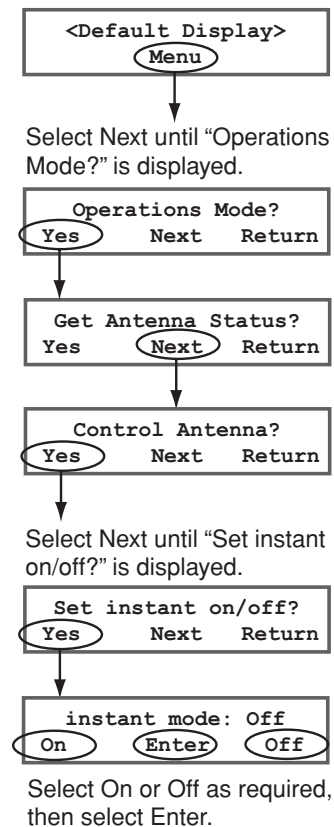 <Default Display>
Menu
Select Next until “Operations
Mode?” is displayed.
Operations Mode?
Yes Next Return
Get Antenna Status?
Yes Next Return
Control Antenna?
Yes Next Return
Select Next until “Set instant
on/off?” is displayed.
Set instant on/off?
Yes Next Return
instant mode: Off
On Enter Off
Select On or Off as required,
then select Enter.